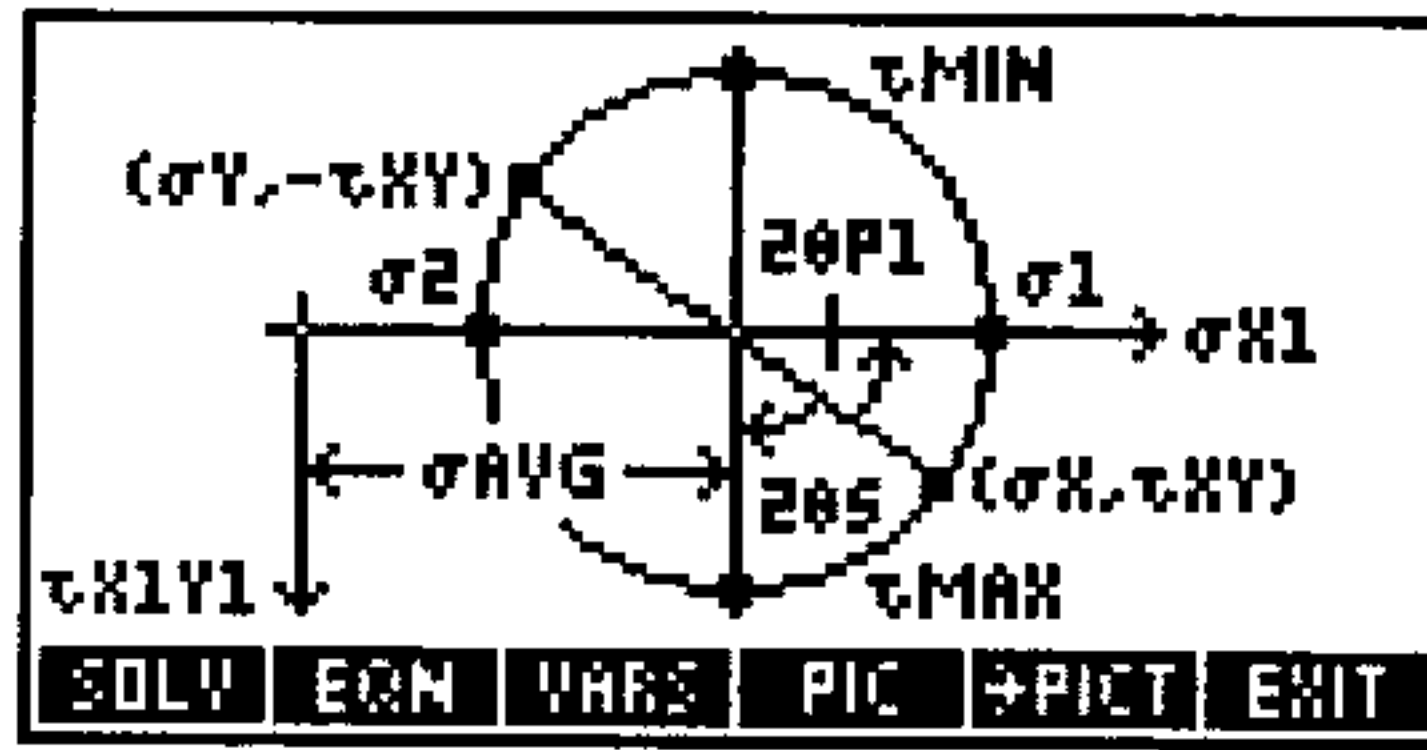 τMIN
(σY,-τXY)
2θP1
σ2
σ1
σX1
σAVG
(σX,τXY)
2θS
τX1Y1
τMAX
SOLV EQN VARS PIC →PICT EXIT